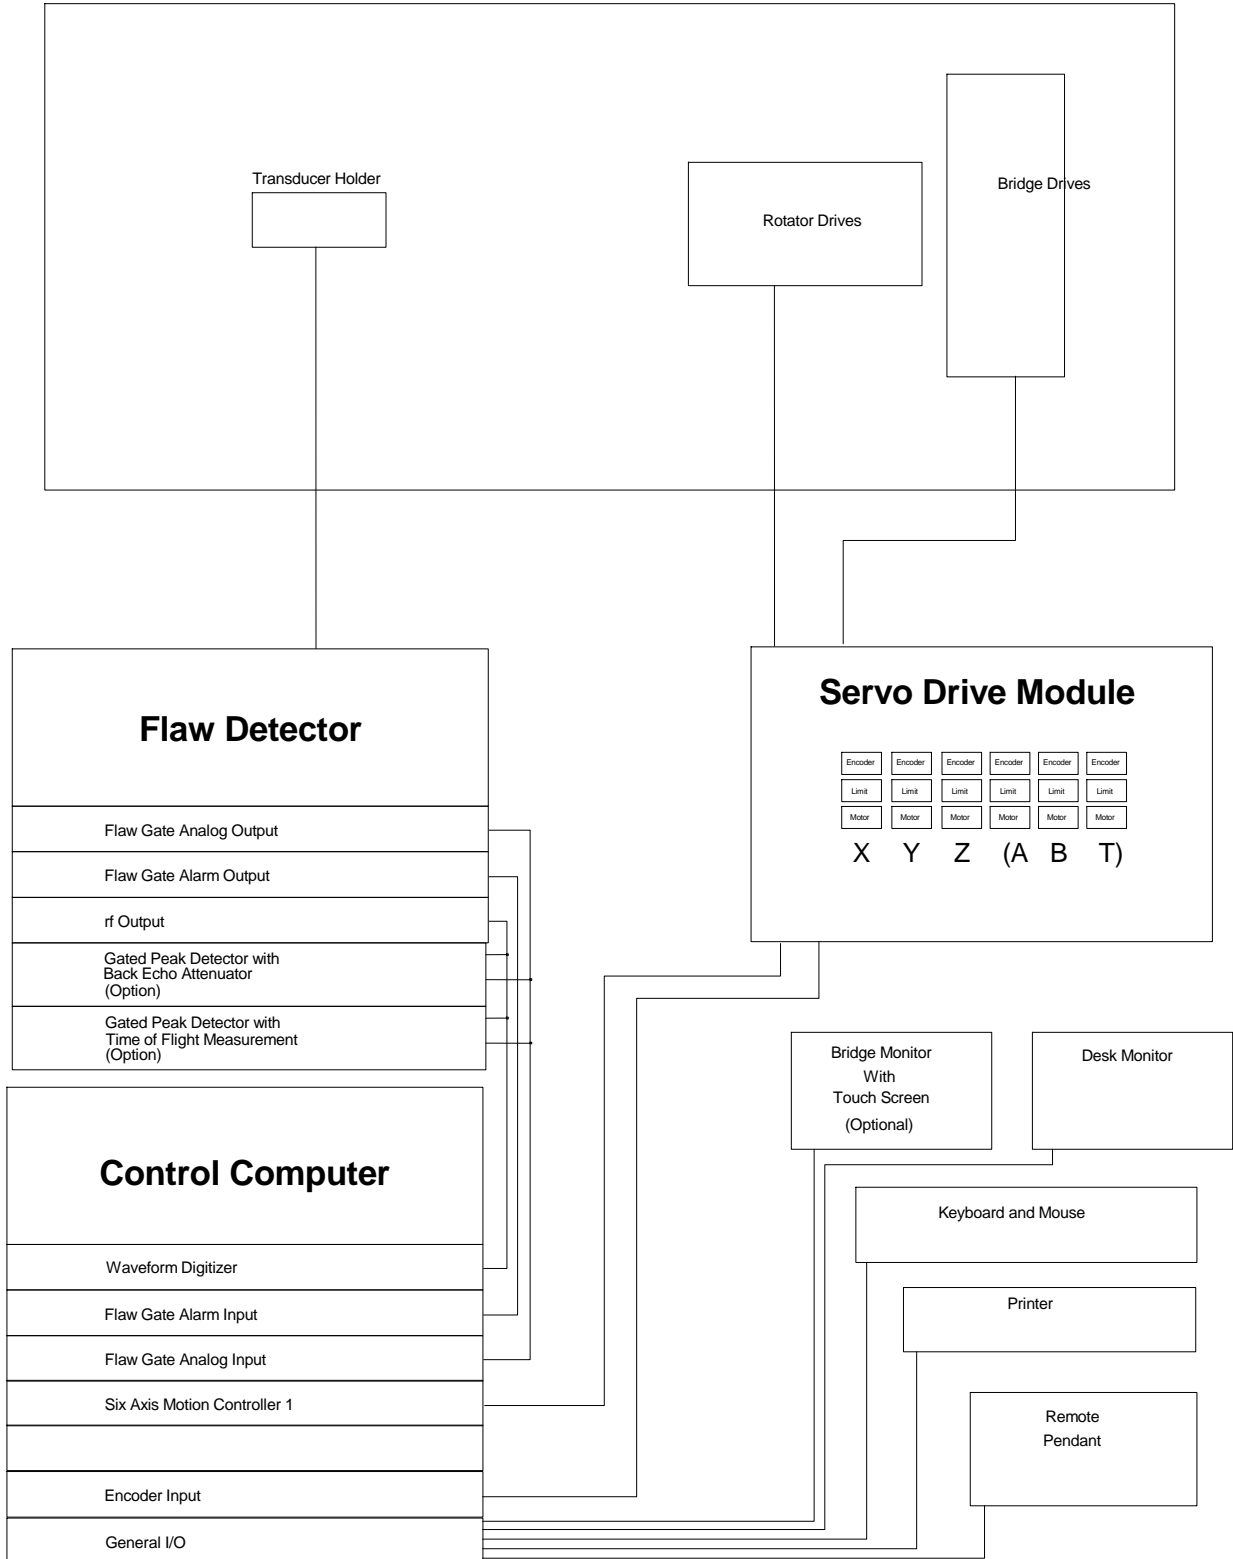 Transducer Holder
Rotator Drives
Bridge Drives
Flaw Detector
Flaw Gate Analog Output
Flaw Gate Alarm Output
rf Output
Gated Peak Detector with
Back Echo Attenuator
(Option)
Gated Peak Detector with
Time of Flight Measurement
(Option)
Servo Drive Module
Encoder Encoder Encoder Encoder Encoder Encoder
Limit Limit Limit Limit Limit Limit
Motor Motor Motor Motor Motor Motor
X Y Z (A B T)
Control Computer
Waveform Digitizer
Flaw Gate Alarm Input
Flaw Gate Analog Input
Six Axis Motion Controller 1
Encoder Input
General I/O
Bridge Monitor
With
Touch Screen
(Optional)
Desk Monitor
Keyboard and Mouse
Printer
Remote
Pendant